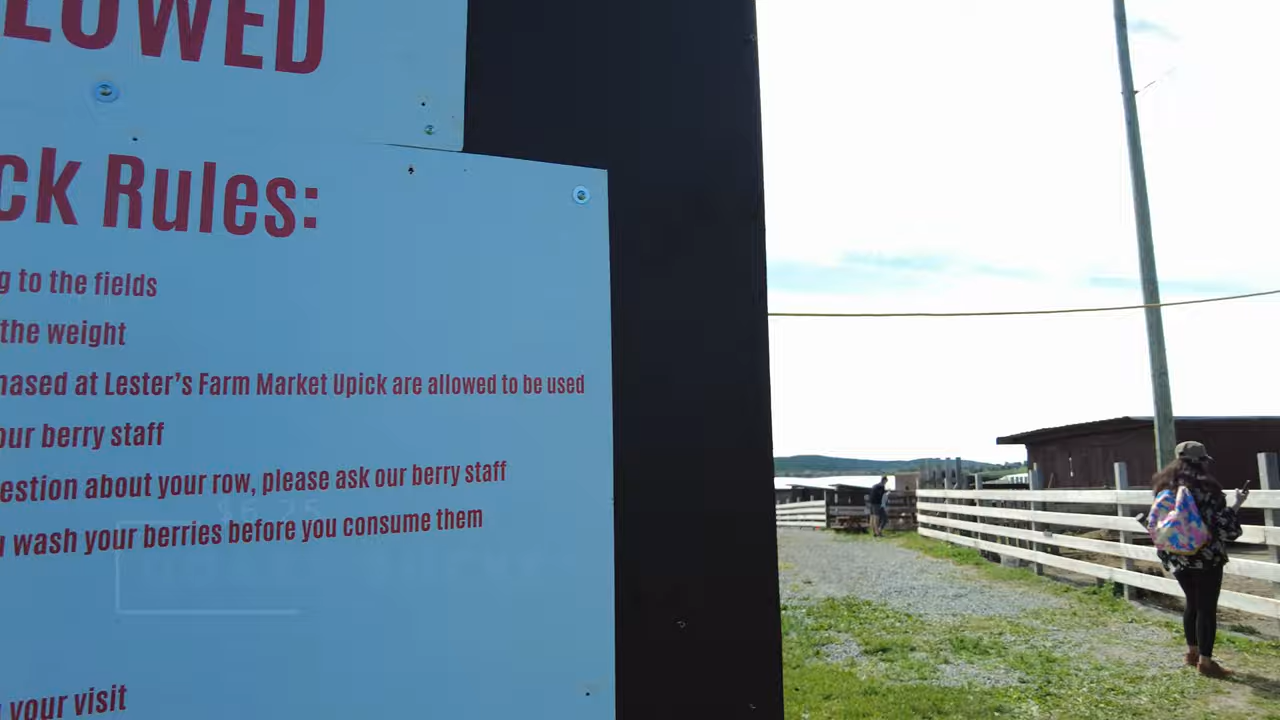 LOWED
ck Rules:
g to the fields
the weight
hased at Lester's Farm Market Upick are allowed to be used
our berry staff
estion about your row, please ask our berry staff
u wash your berries before you consume them
$6.75
your visit